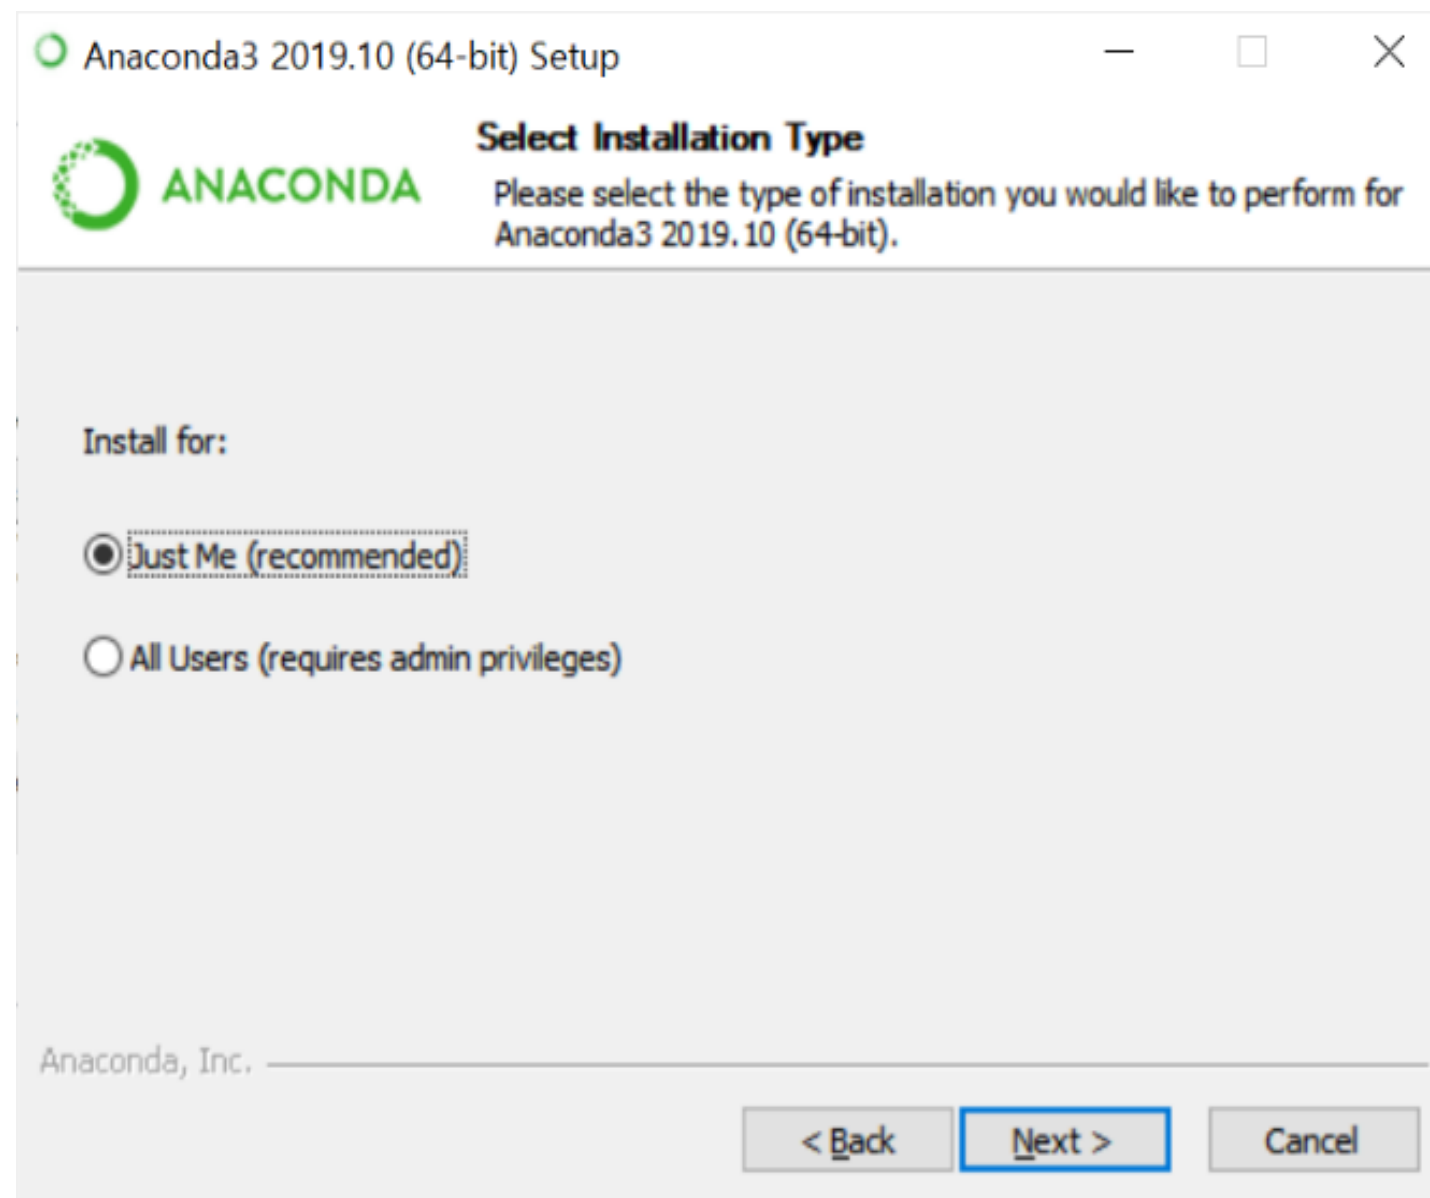 Anaconda3 2019.10 (64-bit) Setup
ANACONDA
Select Installation Type
Please select the type of installation you would like to perform for
Anaconda3 2019.10 (64-bit).
Install for:
Just Me (recommended)
All Users (requires admin privileges)
Anaconda, Inc.
< Back
Next >
Cancel